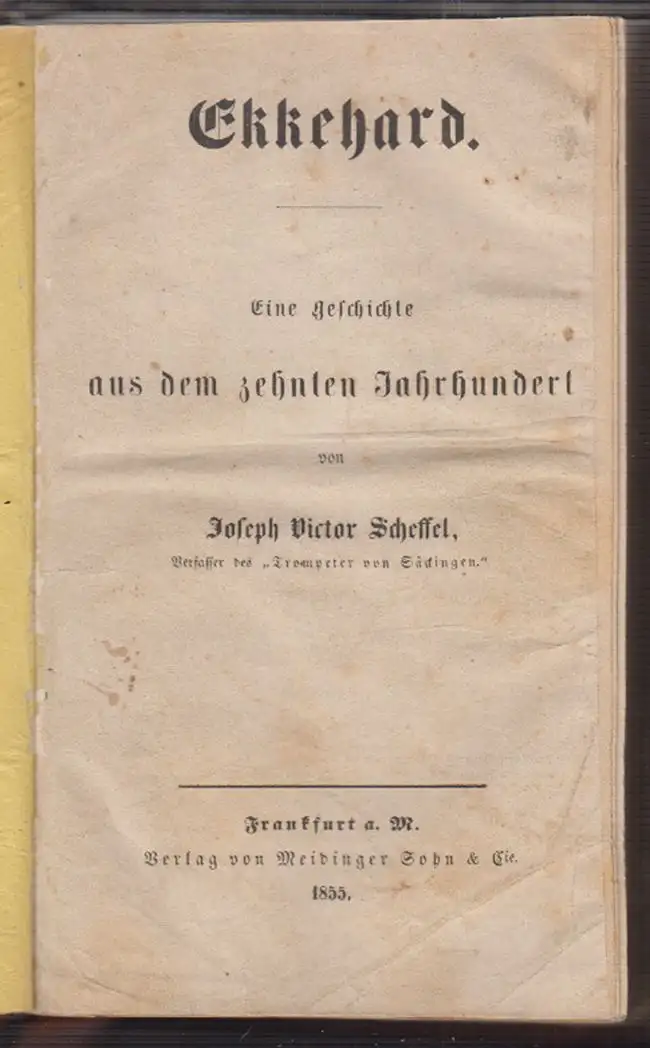 Ekkehard.
Eine Geschichte
aus dem zehnten Jahrhundert
von
Joseph Victor Scheffel,
Verfasser des „Trompeter von Säckingen.“
Frankfurt a. M.
Verlag von Meidinger Sohn & Cie.
1855.